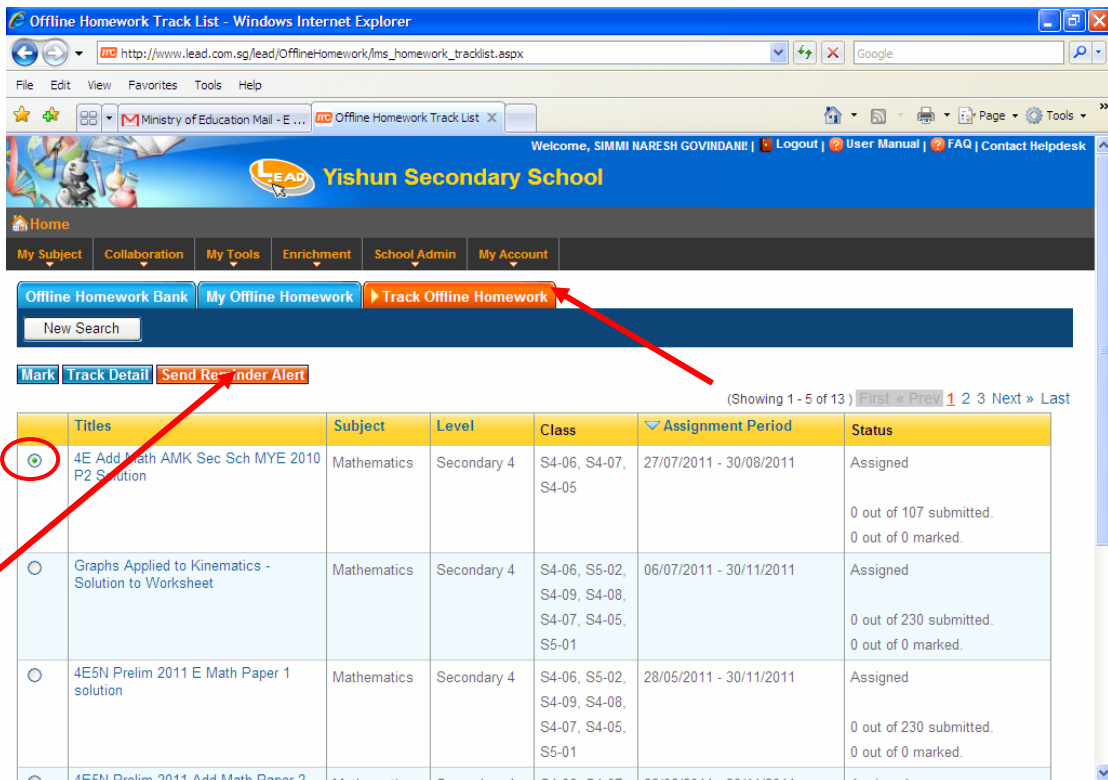 Offline Homework Track List - Windows Internet Explorer
http://www.lead.com.sg/lead/OfflineHomework/lms_homework_tracklist.aspx
Google
File Edit View Favorites Tools Help
Ministry of Education Mail - E ... Offline Homework Track List X
Page Tools »
Welcome, SIMMI NARESH GOVINDANI! | Logout | User Manual | FAQ | Contact Helpdesk
LEAD Yishun Secondary School
Home
My Subject Collaboration My Tools Enrichment School Admin My Account
Offline Homework Bank My Offline Homework Track Offline Homework
New Search
Mark Track Detail Send Reminder Alert
(Showing 1 - 5 of 13 ) First « Prev 1 2 3 Next » Last
Titles Subject Level Class Assignment Period Status
4E Add Math AMK Sec Sch MYE 2010 Mathematics Secondary 4 S4-06, S4-07, 27/07/2011 - 30/08/2011 Assigned
P2 Solution
S4-05
0 out of 107 submitted.
0 out of 0 marked.
Graphs Applied to Kinematics - Mathematics Secondary 4 S4-06, S5-02, 06/07/2011 - 30/11/2011 Assigned
Solution to Worksheet
S4-09, S4-08,
S4-07, S4-05, 0 out of 230 submitted.
S5-01 0 out of 0 marked.
4E5N Prelim 2011 E Math Paper 1 Mathematics Secondary 4 S4-06, S5-02, 28/05/2011 - 30/11/2011 Assigned
solution
S4-09, S4-08,
S4-07, S4-05, 0 out of 230 submitted.
S5-01 0 out of 0 marked.
4E5N Prelim 2011 Add Math Paper 2